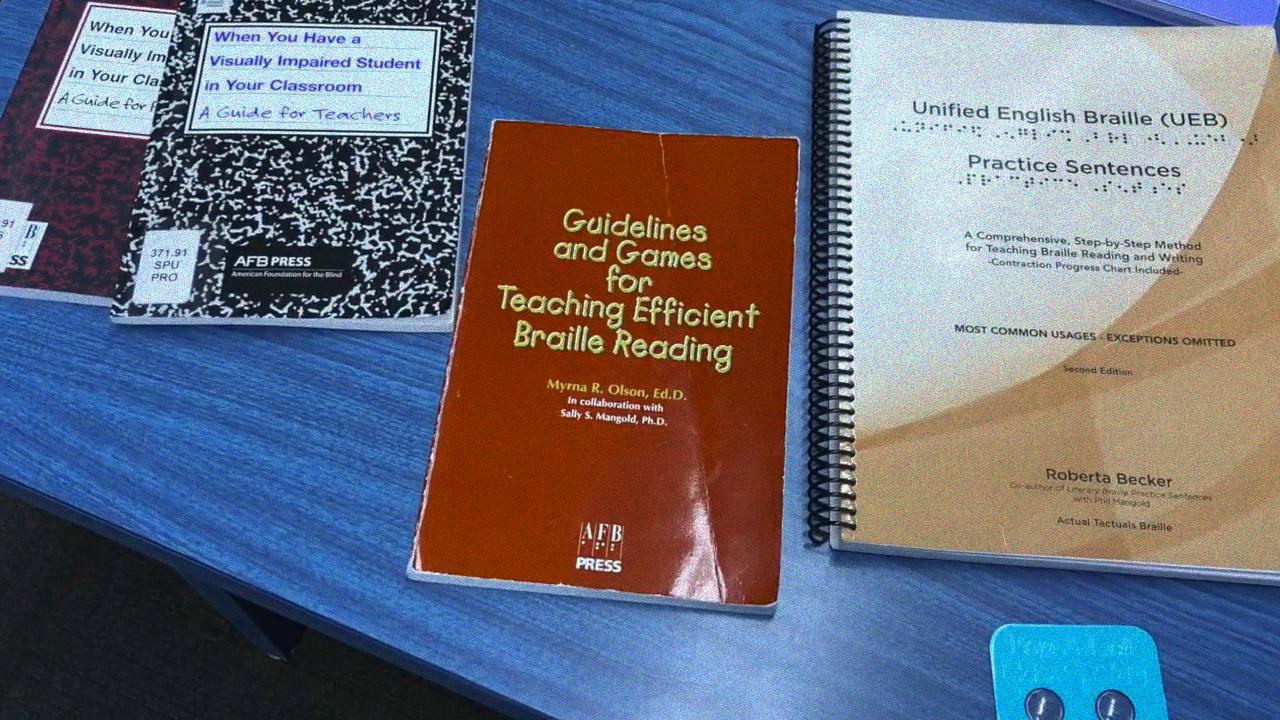 When You
Visually Im
in Your Cla
A Guide for
91
B
SS
When You Have a
Visually Impaired Student
in Your Classroom
A Guide for Teachers
371.91
SPU
PRO
AFB PRESS
American Foundation for the Blind
Guidelines
and Games
for
Teaching Efficient
Braille Reading
Myrna R. Olson, Ed.D.
In collaboration with
Sally S. Mangold, Ph.D.
AFB
PRESS
Unified English Braille (UEB)
Practice Sentences
A Comprehensive, Step-by-Step Method
for Teaching Braille Reading and Writing
-Contraction Progress Chart Included-
MOST COMMON USAGES - EXCEPTIONS OMITTED
Second Edition
Roberta Becker
Co-author of Literary Braille Practice Sentences
with Phil Mangold
Actual Tactuals Braille